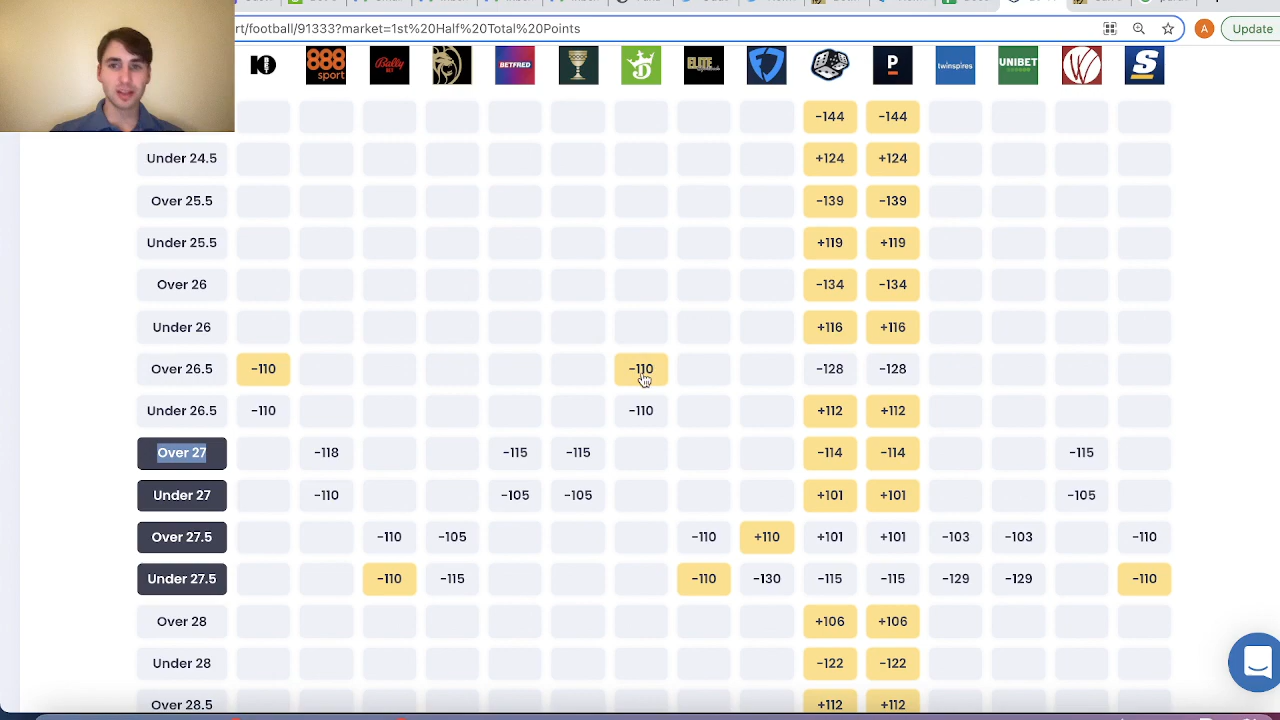 rt/football/91333?market=1st%20Half%20Total%20Points
A
Update
10
888 sport
Bally BET
BETFRED
ELITE
P
twinspires
UNIBET
W
S
-144 -144
Under 24.5 +124 +124
Over 25.5 -139 -139
Under 25.5 +119 +119
Over 26 -134 -134
Under 26 +116 +116
Over 26.5 -110 -110 -128 -128
Under 26.5 -110 -110 +112 +112
Over 27 -118 -115 -115 -114 -114 -115
Under 27 -110 -105 -105 +101 +101 -105
Over 27.5 -110 -105 -110 +110 +101 +101 -103 -103 -110
Under 27.5 -110 -115 -110 -130 -115 -115 -129 -129 -110
Over 28 +106 +106
Under 28 -122 -122
Over 28.5 +112 +112